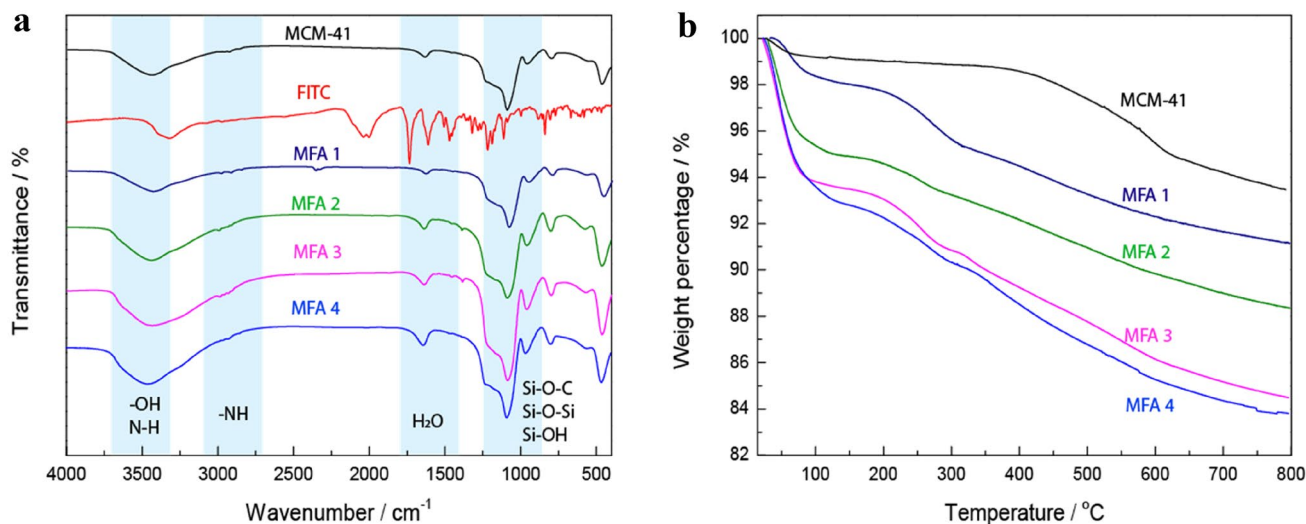 a
MCM-41
FITC
MFA 1
MFA 2
MFA 3
MFA 4
-OH
N-H
-NH
H₂O
Si-O-C
Si-O-Si
Si-OH
Transmittance / %
4000 3500 3000 2500 2000 1500 1000 500
Wavenumber / cm⁻¹
b
100
98
96
94
92
90
88
86
84
82
MCM-41
MFA 1
MFA 2
MFA 3
MFA 4
Weight percentage / %
100 200 300 400 500 600 700 800
Temperature / °C